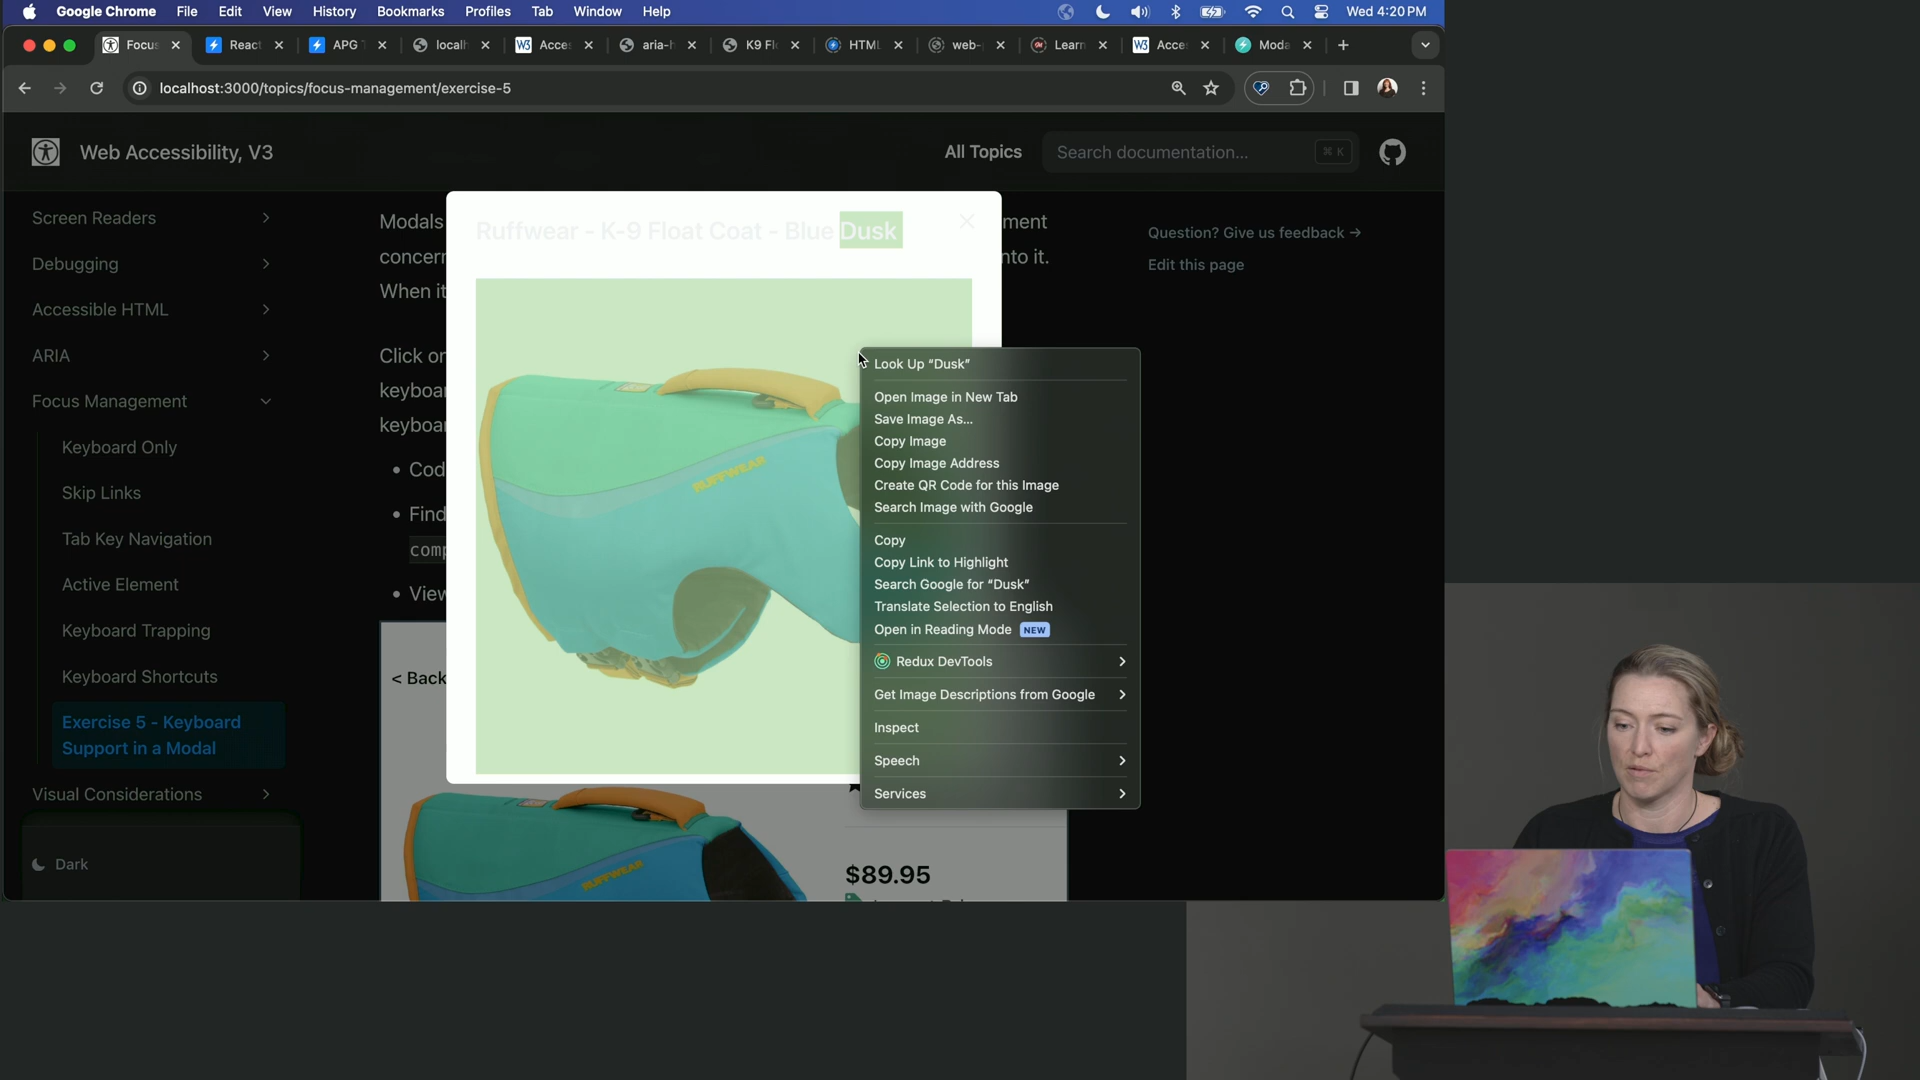 Google Chrome File Edit View History Bookmarks Profiles Tab Window Help Wed 4:20 PM
Focus Reac APG local Acce aria- K9 Fl HTML web- Learn Acce Moda
localhost:3000/topics/focus-management/exercise-5
Web Accessibility, V3
All Topics
Search documentation...
⌘ K
Screen Readers
Debugging
Accessible HTML
ARIA
Focus Management
Keyboard Only
Skip Links
Tab Key Navigation
Active Element
Keyboard Trapping
Keyboard Shortcuts
Exercise 5 - Keyboard
Support in a Modal
Visual Considerations
Dark
Modals
ment
concer
nto it.
When it
Click or
keyboar
keyboar
• Cod
• Find
comp
• View
< Back
Ruffwear - K-9 Float Coat - Blue Dusk
RUFFWEAR
Look Up “Dusk”
Open Image in New Tab
Save Image As...
Copy Image
Copy Image Address
Create QR Code for this Image
Search Image with Google
Copy
Copy Link to Highlight
Search Google for “Dusk”
Translate Selection to English
Open in Reading Mode NEW
Redux DevTools
Get Image Descriptions from Google
Inspect
Speech
Services
RUFFWEAR
$89.95
Question? Give us feedback →
Edit this page